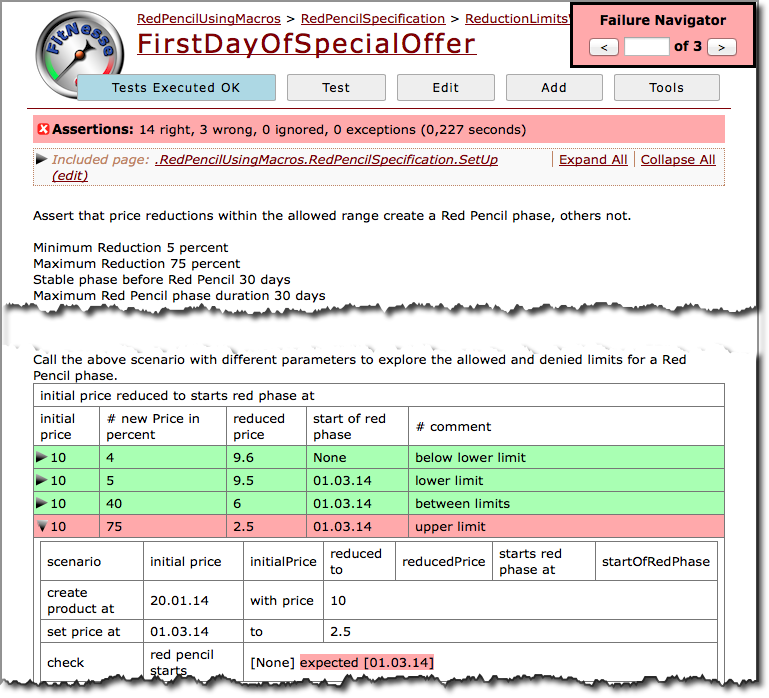 RedPencilUsingMacros > RedPencilSpecification > ReductionLimits
Failure Navigator
FirstDayOfSpecialOffer
< of 3 >
FitNesse
Tests Executed OK Test Edit Add Tools
Assertions: 14 right, 3 wrong, 0 ignored, 0 exceptions (0,227 seconds)
Included page: .RedPencilUsingMacros.RedPencilSpecification.SetUp Expand All Collapse All
(edit)
Assert that price reductions within the allowed range create a Red Pencil phase, others not.
Minimum Reduction 5 percent
Maximum Reduction 75 percent
Stable phase before Red Pencil 30 days
Maximum Red Pencil phase duration 30 days
Call the above scenario with different parameters to explore the allowed and denied limits for a Red
Pencil phase.
initial price reduced to starts red phase at
initial # new Price in reduced start of red # comment
price percent price phase
10 4 9.6 None below lower limit
10 5 9.5 01.03.14 lower limit
10 40 6 01.03.14 between limits
10 75 2.5 01.03.14 upper limit
scenario initial price initialPrice reduced reducedPrice starts red startOfRedPhase
to phase at
create 20.01.14 with price 10
product at
set price at 01.03.14 to 2.5
check red pencil [None] expected [01.03.14]
starts